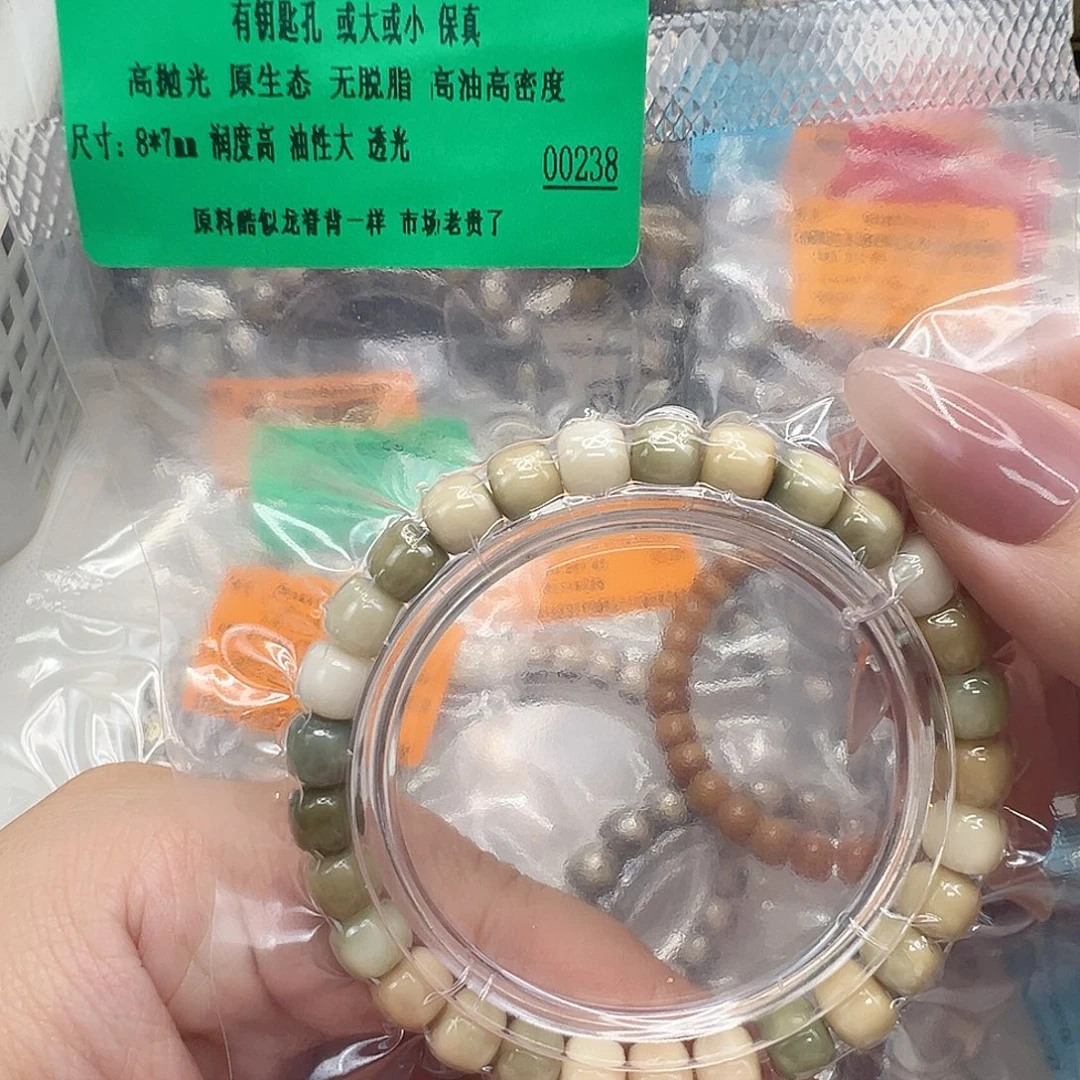 有钥匙孔 或大或小 保真
高抛光 原生态 无脱脂 高油高密度
尺寸：8*7mm 润度高 油性大 透光
00238
原料酷似龙脊背一样 市场老贵了